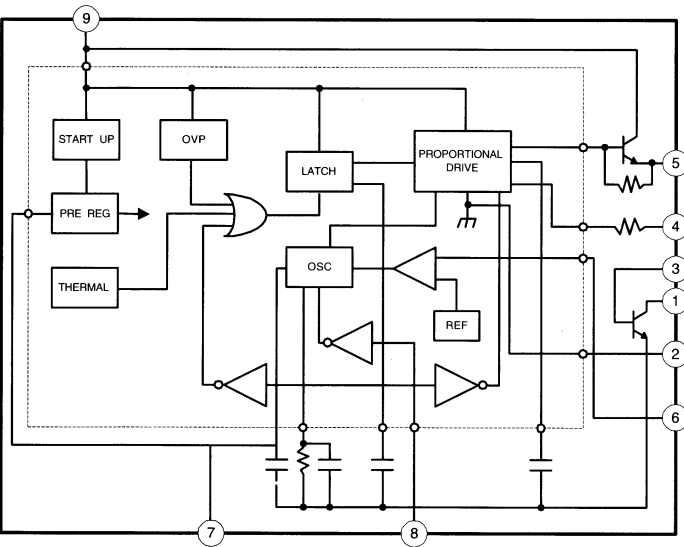 9
START UP
OVP
LATCH
PROPORTIONAL
DRIVE
5
PRE REG
4
THERMAL
OSC
3
1
REF
2
6
7
8